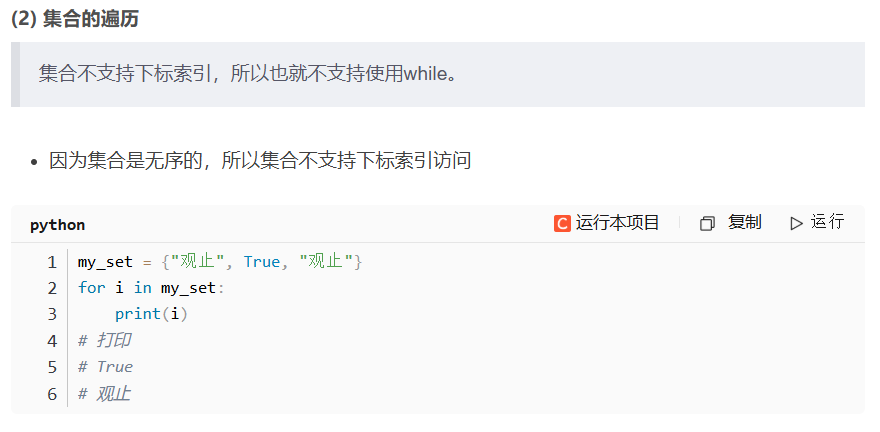 (2) 集合的遍历
集合不支持下标索引，所以也就不支持使用while。
因为集合是无序的，所以集合不支持下标索引访问
python C 运行本项目 复制 运行
1 my_set = {"观止", True, "观止"}
2 for i in my_set:
3     print(i)
4 # 打印
5 # True
6 # 观止